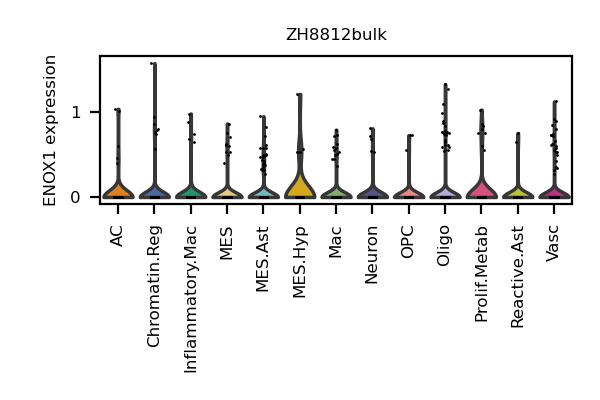 ZH8812bulk
ENOX1 expression
1
0
AC
Chromatin.Reg
Inflammatory.Mac
MES
MES.Ast
MES.Hyp
Mac
Neuron
OPC
Oligo
Prolif.Metab
Reactive.Ast
Vasc